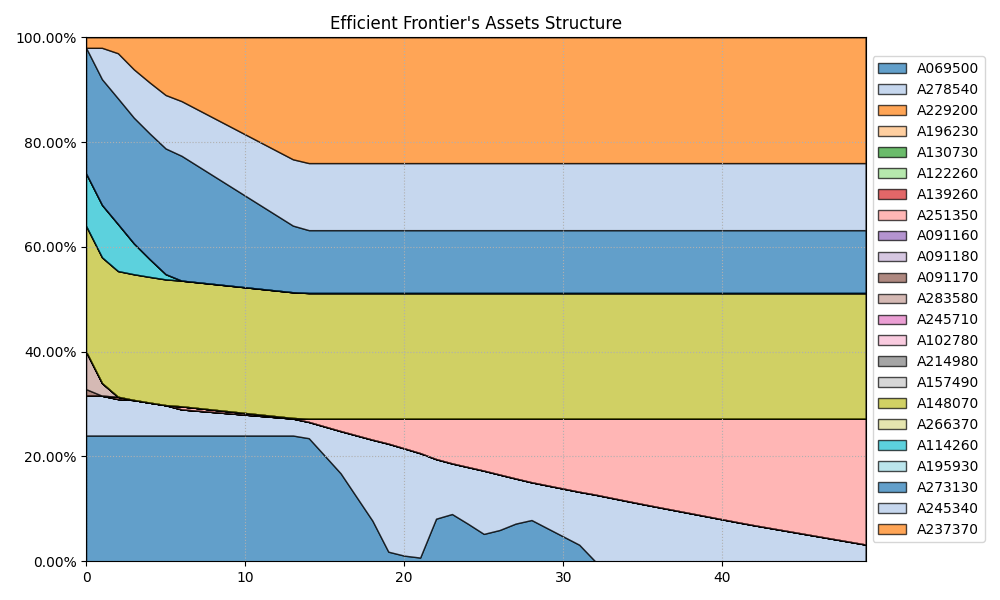 Efficient Frontier's Assets Structure
100.00%
80.00%
60.00%
40.00%
20.00%
0.00%
0
10
20
30
40
A069500
A278540
A229200
A196230
A130730
A122260
A139260
A251350
A091160
A091180
A091170
A283580
A245710
A102780
A214980
A157490
A148070
A266370
A114260
A195930
A273130
A245340
A237370